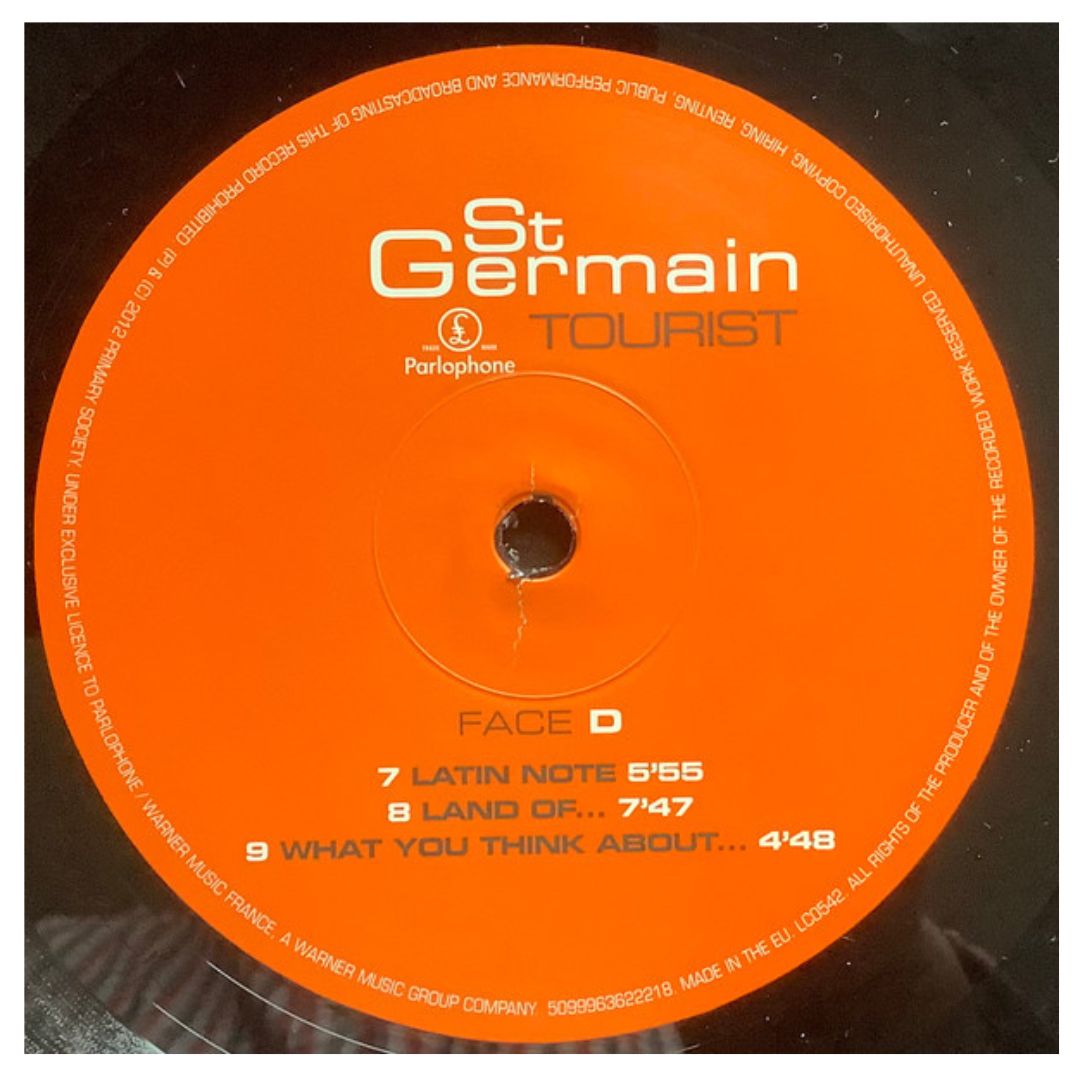 St
Germain
TOURIST
£
TRADE MARK
Parlophone
FACE D
7 LATIN NOTE 5'55
8 LAND OF... 7'47
9 WHAT YOU THINK ABOUT... 4'48
(P) & (C) 2012 PRIMARY SOCIETY. UNDER EXCLUSIVE LICENCE TO PARLOPHONE / WARNER MUSIC FRANCE, A WARNER MUSIC GROUP COMPANY. 5099963622218. MADE IN THE EU. LC0542. ALL RIGHTS OF THE PRODUCER AND OF THE OWNER OF THE RECORDED WORK RESERVED UNAUTHORISED COPYING, HIRING, RENTING, PUBLIC PERFORMANCE AND BROADCASTING OF THIS RECORD PROHIBITED